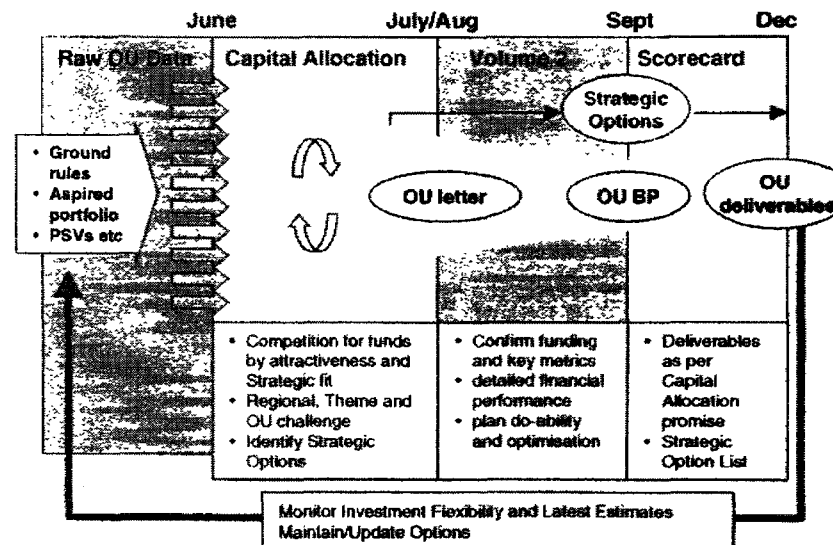 June
July/Aug
Sept
Dec
Raw OU Data
Capital Allocation
Volume 2
Scorecard
Strategic
Options
• Ground
rules
• Aspired
portfolio
• PSVs etc
OU letter
OU BP
OU
deliverables
• Competition for funds
by attractiveness and
Strategic fit
• Regional, Theme and
OU challenge
• Identify Strategic
Options
• Confirm funding
and key metrics
• detailed financial
performance
• plan do-ability
and optimisation
• Deliverables
as per
Capital
Allocation
promise
• Strategic
Option List
Monitor Investment Flexibility and Latest Estimates
Maintain/Update Options